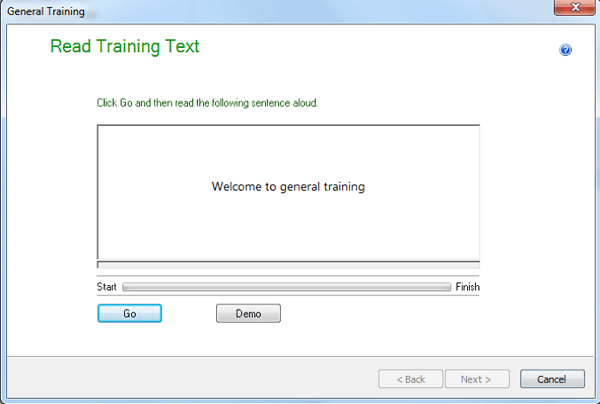 General Training
Read Training Text
Click Go and then read the following sentence aloud.
Welcome to general training
Start Finish
Go Demo
< Back Next > Cancel